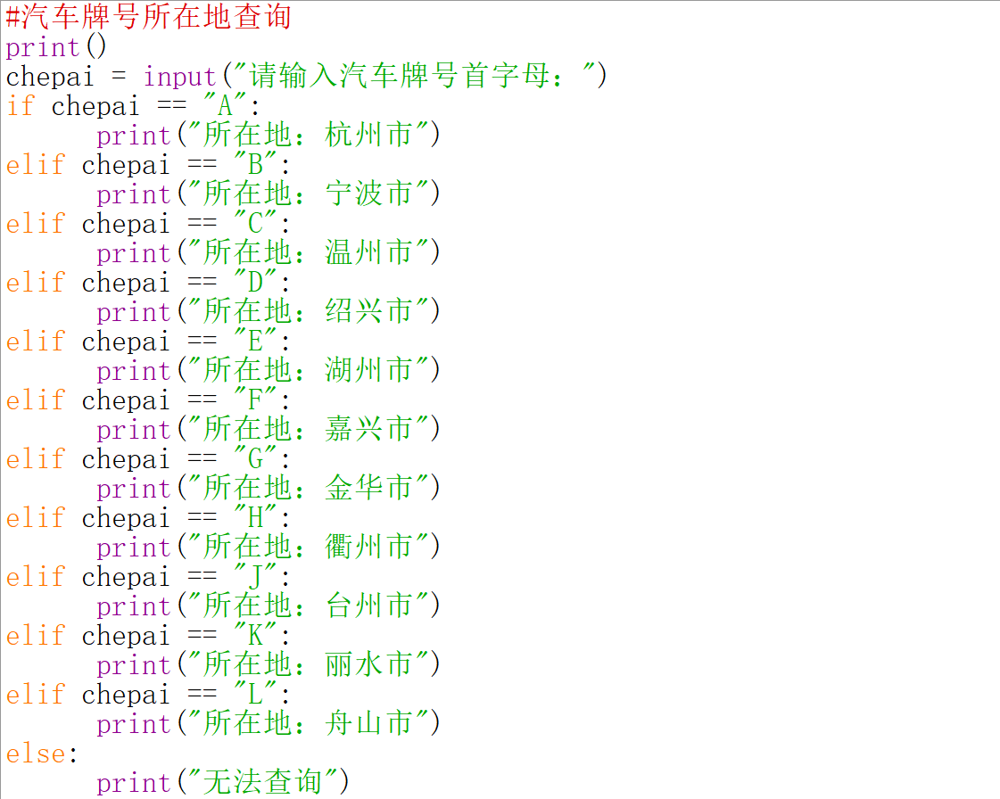 #汽车牌号所在地查询
print()
chepai = input("请输入汽车牌号首字母：")
if chepai == "A":
      print("所在地：杭州市")
elif chepai == "B":
      print("所在地：宁波市")
elif chepai == "C":
      print("所在地：温州市")
elif chepai == "D":
      print("所在地：绍兴市")
elif chepai == "E":
      print("所在地：湖州市")
elif chepai == "F":
      print("所在地：嘉兴市")
elif chepai == "G":
      print("所在地：金华市")
elif chepai == "H":
      print("所在地：衢州市")
elif chepai == "J":
      print("所在地：台州市")
elif chepai == "K":
      print("所在地：丽水市")
elif chepai == "L":
      print("所在地：舟山市")
else:
      print("无法查询")